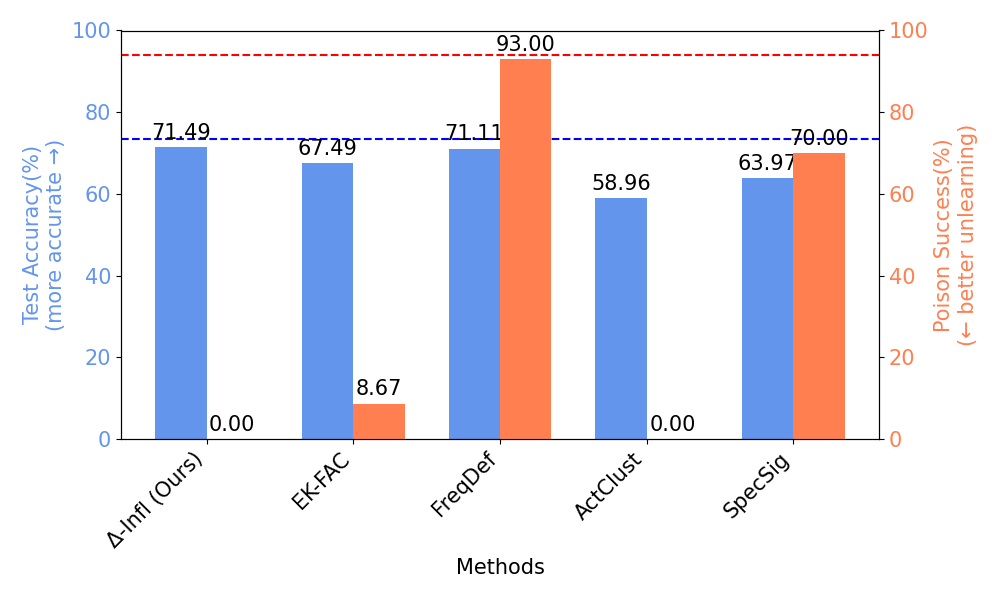 100
80
60
40
20
0
Test Accuracy(%)
(more accurate →)
71.49
0.00
67.49
8.67
71.11
93.00
58.96
0.00
63.97
70.00
100
80
60
40
20
0
Poison Success(%)
(← better unlearning)
Δ-Infl (Ours)
EK-FAC
FreqDef
ActClust
SpecSig
Methods